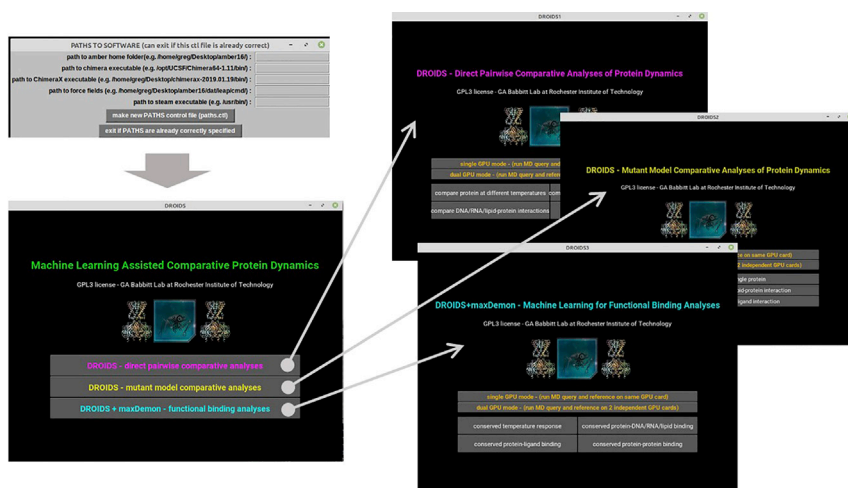 PATHS TO SOFTWARE (can exit if this ctl file is already correct)
path to amber home folder(e.g. /home/greg/Desktop/amber16/) :
path to chimera executable (e.g. /opt/UCSF/Chimera64-1.11/bin/) :
path to ChimeraX executable (e.g. /home/greg/Desktop/chimerax-2019.01.19/bin) :
path to force fields (e.g. /home/greg/Desktop/amber16/dat/leap/cmd/) :
path to steam executable (e.g. /usr/bin/) :
make new PATHS control file (paths.ctl)
exit if PATHS are already correctly specified
DROIDS
Machine Learning Assisted Comparative Protein Dynamics
GPL3 license - GA Babbitt Lab at Rochester Institute of Technology
DROIDS - direct pairwise comparative analyses
DROIDS - mutant model comparative analyses
DROIDS + maxDemon - functional binding analyses
DROIDS1
DROIDS - Direct Pairwise Comparative Analyses of Protein Dynamics
GPL3 license - GA Babbitt Lab at Rochester Institute of Technology
single GPU mode - (run MD query and
dual GPU mode - (run MD query and refere
compare protein at different temperatures
com
compare DNA/RNA/lipid-protein interactions
DROIDS2
DROIDS - Mutant Model Comparative Analyses of Protein Dynamics
GPL3 license - GA Babbitt Lab at Rochester Institute of Technology
ce on same GPU card)
2 independent GPU cards)
ngle protein
pid-protein interaction
igand interaction
DROIDS3
DROIDS+maxDemon - Machine Learning for Functional Binding Analyses
GPL3 license - GA Babbitt Lab at Rochester Institute of Technology
single GPU mode - (run MD query and reference on same GPU card)
dual GPU mode - (run MD query and reference on 2 independent GPU cards)
conserved temperature response
conserved protein-DNA/RNA/lipid binding
conserved protein-ligand binding
conserved protein-protein binding